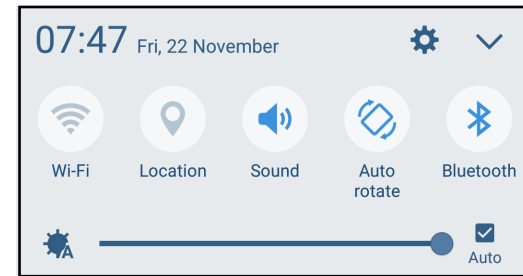 07:47 Fri, 22 November
Wi-Fi Location Sound Auto rotate Bluetooth
A
Auto